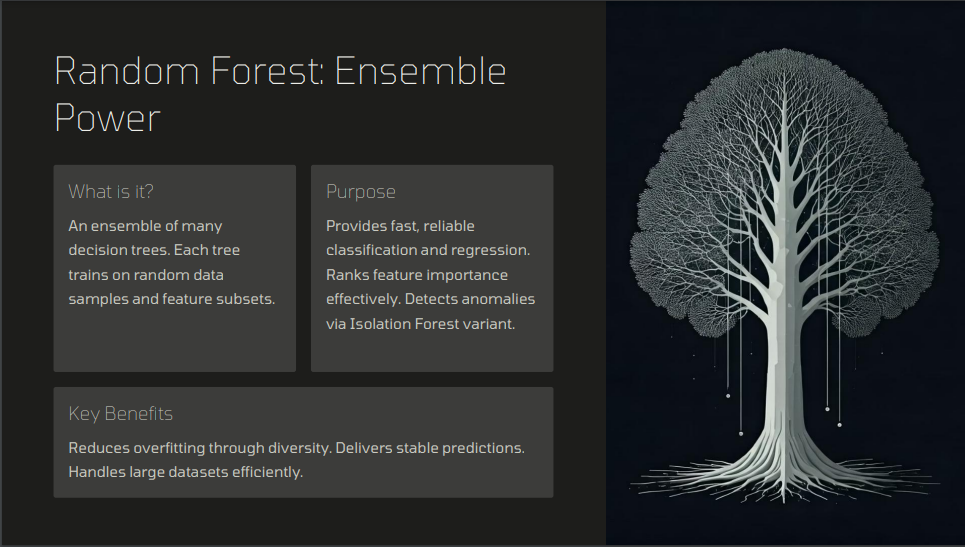 Random Forest: Ensemble
Power
What is it?
An ensemble of many
decision trees. Each tree
trains on random data
samples and feature subsets.
Purpose
Provides fast, reliable
classification and regression.
Ranks feature importance
effectively. Detects anomalies
via Isolation Forest variant.
Key Benefits
Reduces overfitting through diversity. Delivers stable predictions.
Handles large datasets efficiently.